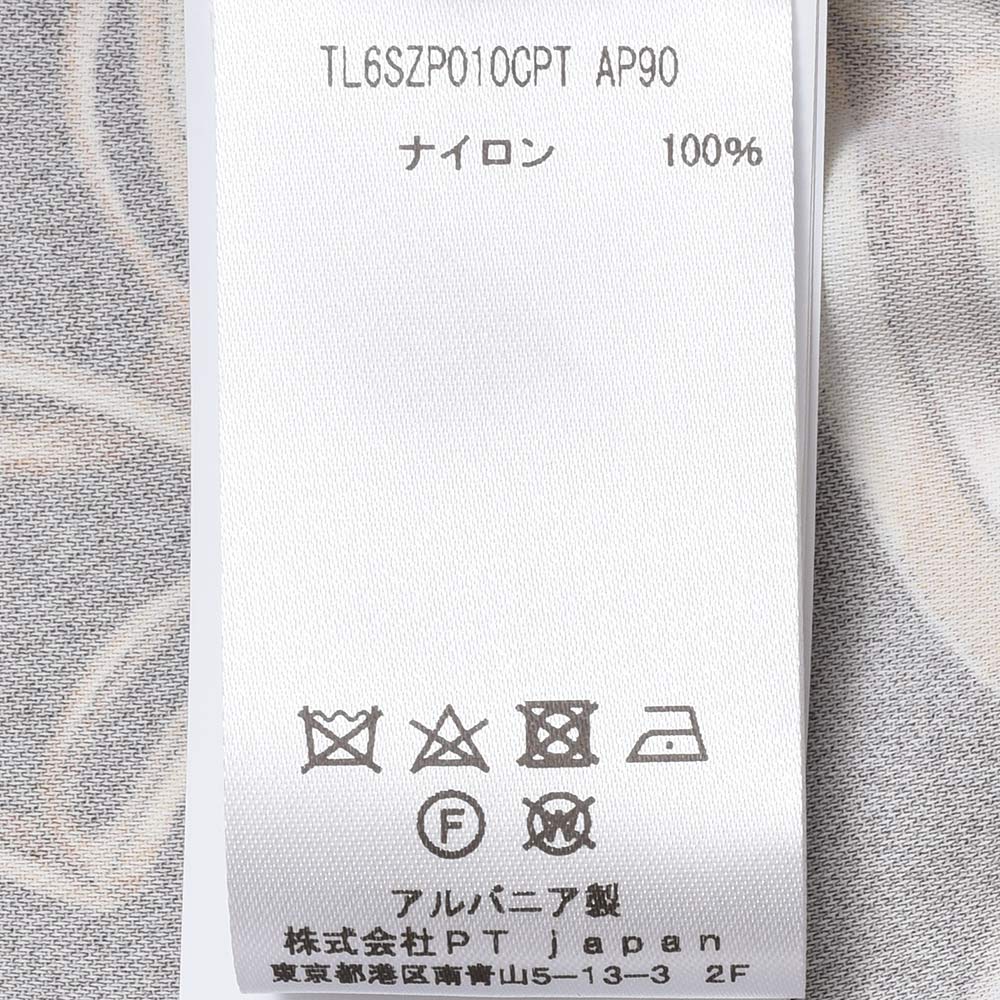 TL6SZP010CPT AP90
ナイロン 100%
F W
アルバニア製
株式会社PT japan
東京都港区南青山5−13−3 2F